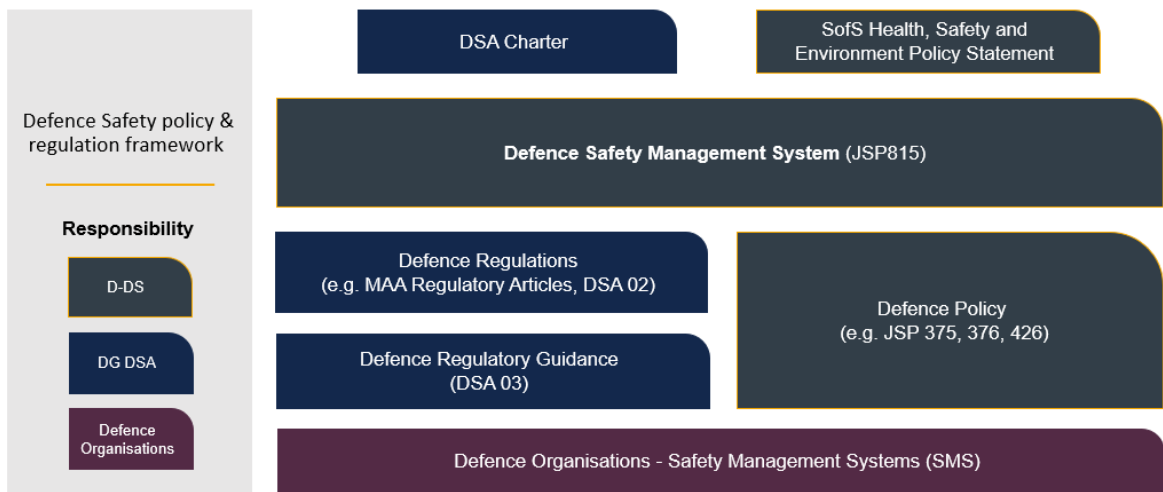 Defence Safety policy &
regulation framework
Responsibility
D-DS
DG DSA
Defence
Organisations
DSA Charter
SofS Health, Safety and
Environment Policy Statement
Defence Safety Management System (JSP815)
Defence Regulations
(e.g. MAA Regulatory Articles, DSA 02)
Defence Regulatory Guidance
(DSA 03)
Defence Policy
(e.g. JSP 375, 376, 426)
Defence Organisations - Safety Management Systems (SMS)